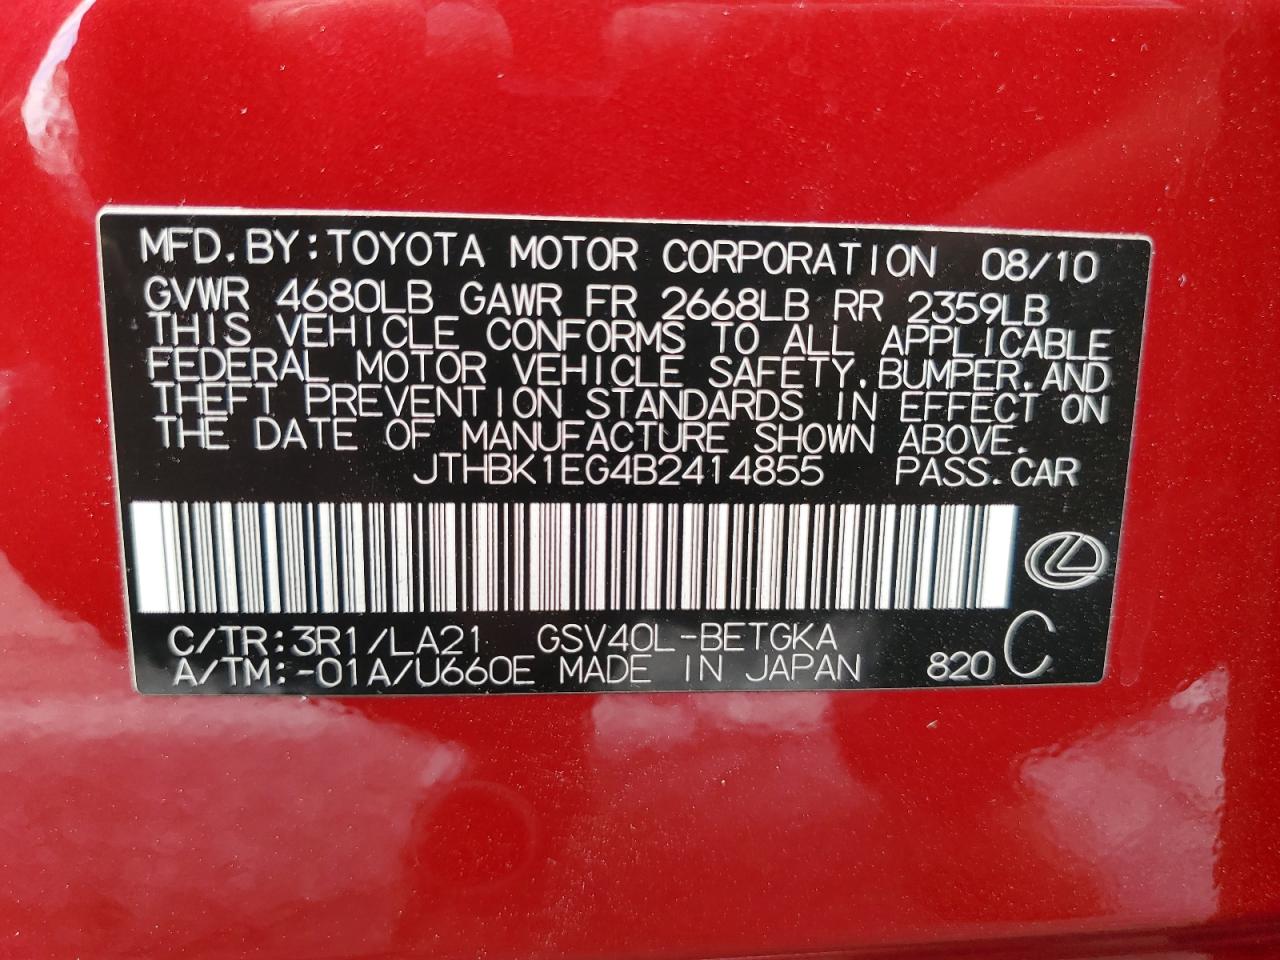 MFD.BY:TOYOTA MOTOR CORPORATION 08/10
GVWR 4680LB GAWR FR 2668LB RR 2359LB
THIS VEHICLE CONFORMS TO ALL APPLICABLE
FEDERAL MOTOR VEHICLE SAFETY,BUMPER,AND
THEFT PREVENTION STANDARDS IN EFFECT ON
THE DATE OF MANUFACTURE SHOWN ABOVE.
JTHBK1EG4B2414855 PASS.CAR
C/TR:3R1/LA21 GSV40L-BETGKA
A/TM:-01A/U660E MADE IN JAPAN 820 C